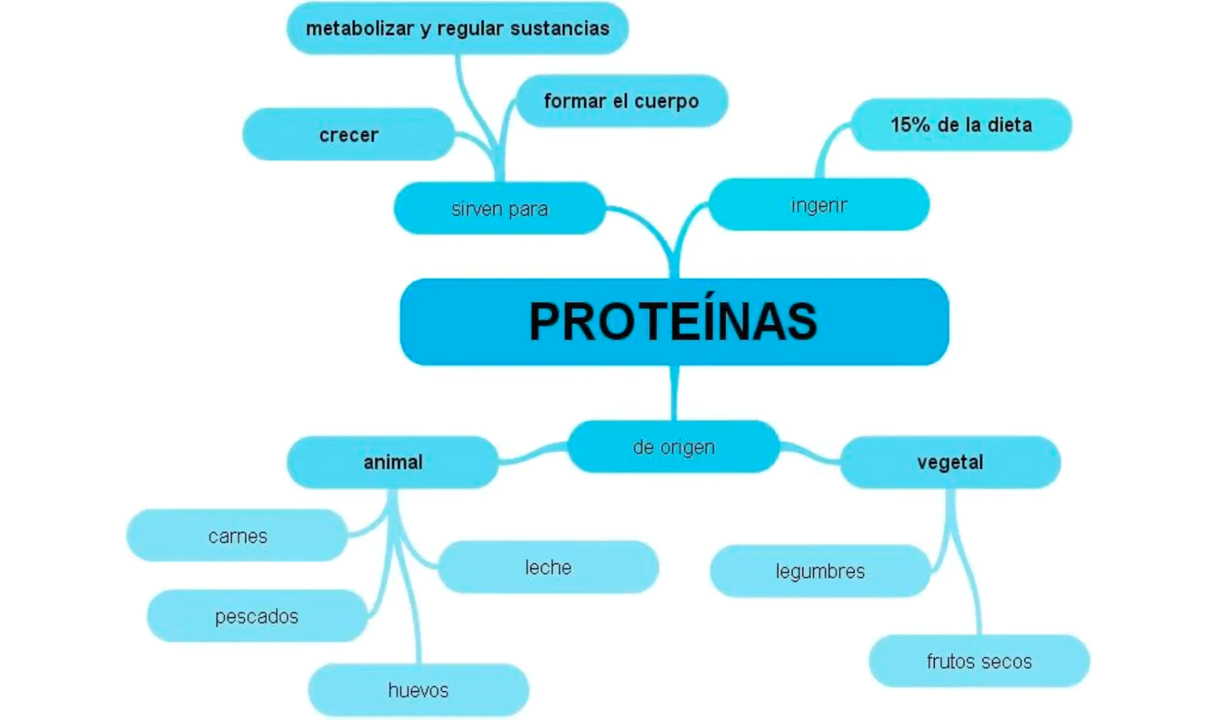 metabolizar y regular sustancias
formar el cuerpo
crecer
15% de la dieta
sirven para
ingerir
PROTEÍNAS
de origen
animal
vegetal
carnes
leche
legumbres
pescados
frutos secos
huevos